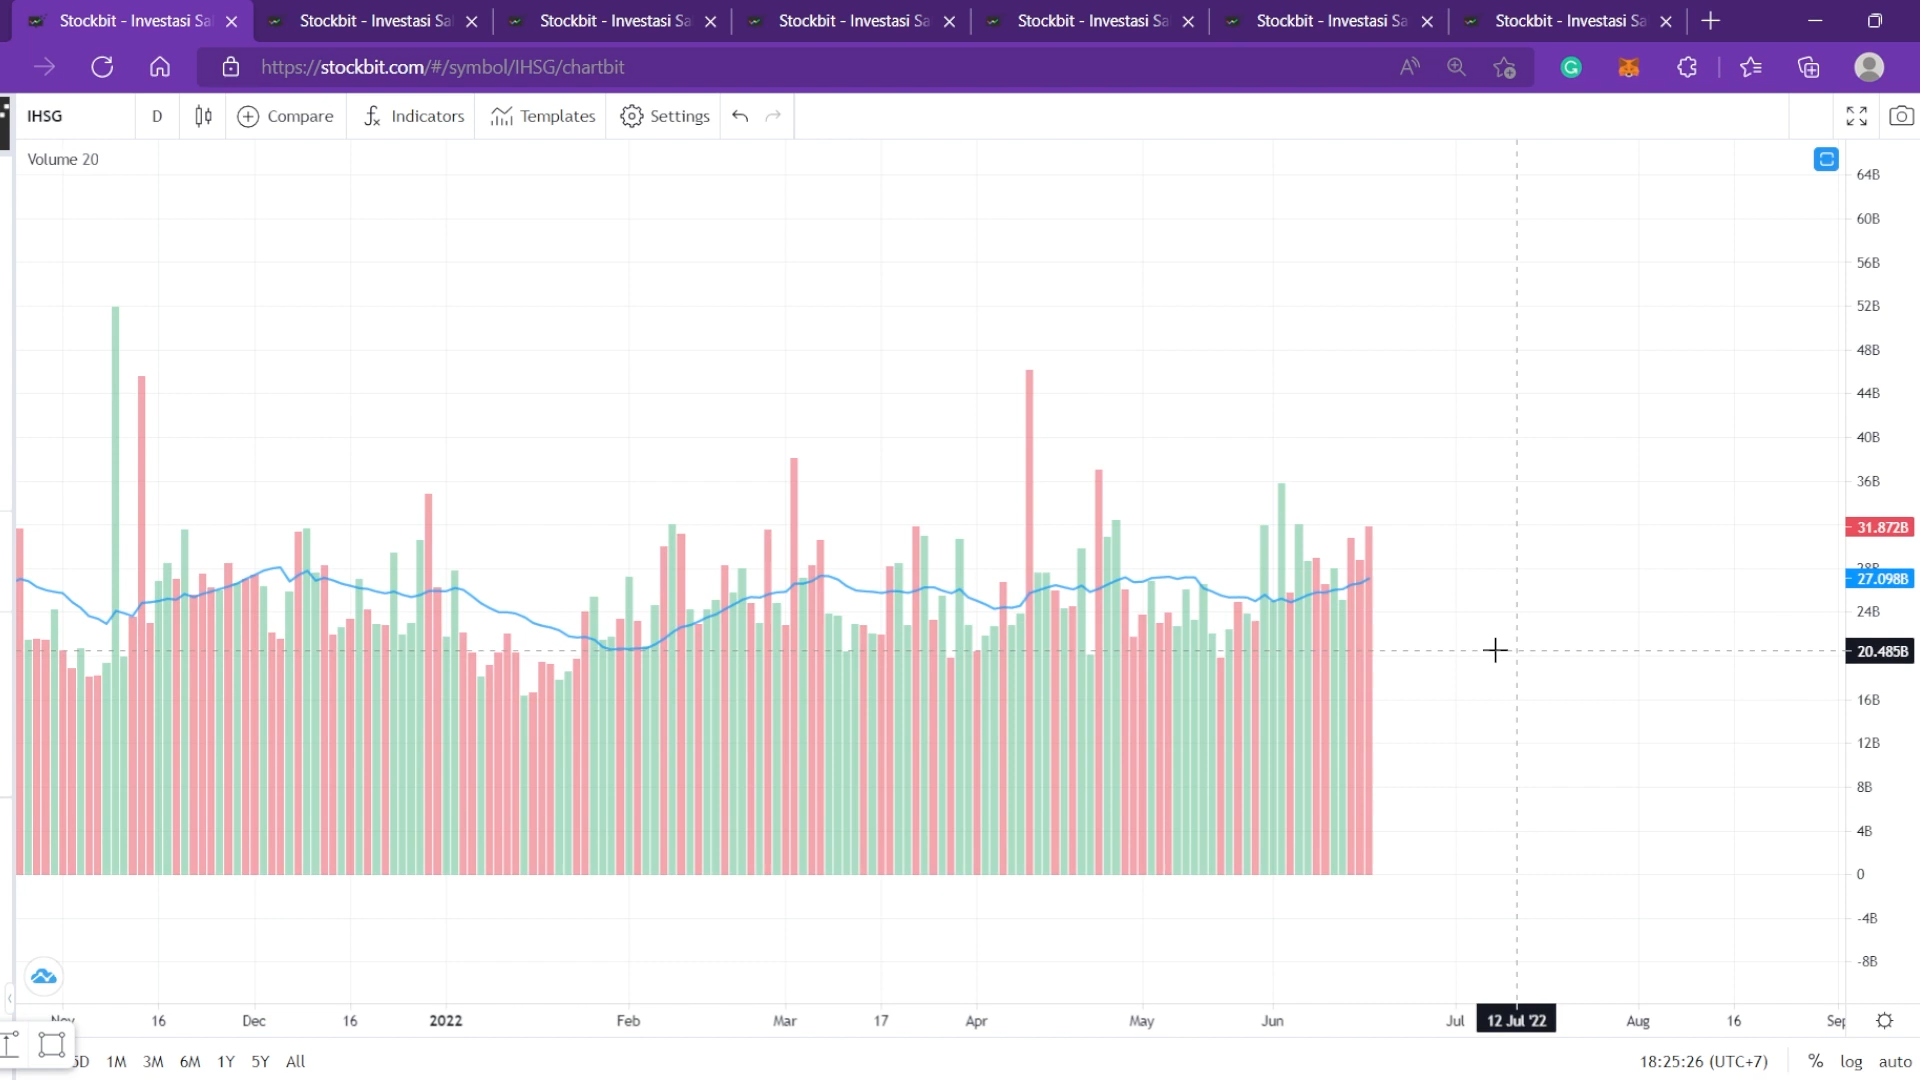 Stockbit - Investasi Sa
Stockbit - Investasi Sa
Stockbit - Investasi Sa
Stockbit - Investasi Sa
Stockbit - Investasi Sa
Stockbit - Investasi Sa
Stockbit - Investasi Sa
https://stockbit.com/#/symbol/IHSG/chartbit
IHSG
D
Compare
Indicators
Templates
Settings
Volume 20
64B
60B
56B
52B
48B
44B
40B
36B
31.872B
28B
27.098B
24B
20.485B
16B
12B
8B
4B
0
-4B
-8B
Nov 16 Dec 16 2022 Feb Mar 17 Apr May Jun Jul 12 Jul '22 Aug 16 Sep
5D 1M 3M 6M 1Y 5Y All
18:25:26 (UTC+7) % log auto